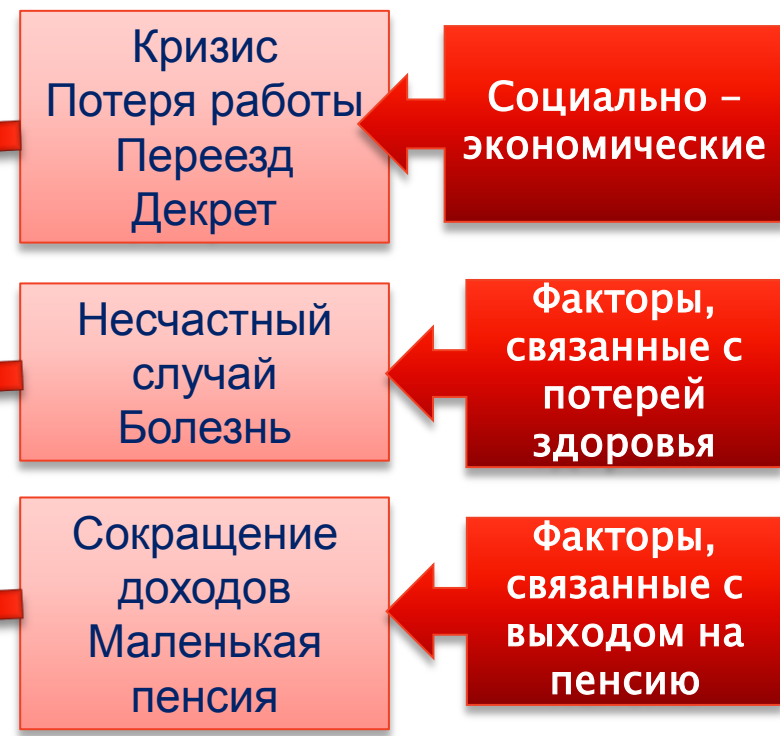 Кризис
Потеря работы
Переезд
Декрет
Социально –
экономические
Несчастный
случай
Болезнь
Факторы,
связанные с
потерей
здоровья
Сокращение
доходов
Маленькая
пенсия
Факторы,
связанные с
выходом на
пенсию